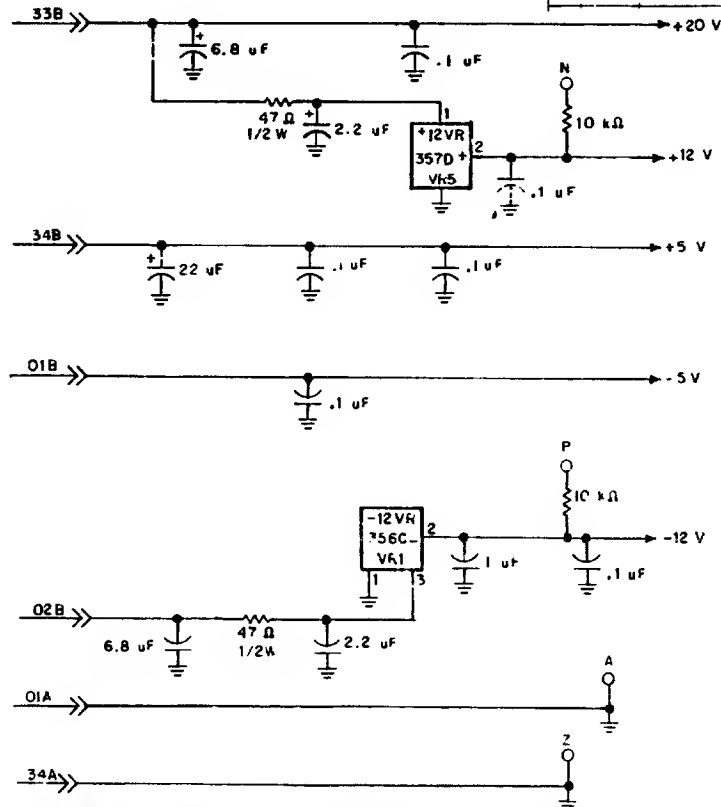 33B
+20 V
+
6.8 uF
.1 uF
N
47 Ω
1/2 W
+
2.2 uF
1
+12VR
357D +
VR5
2
10 kΩ
+12 V
.1 uF
34B
+5 V
+
22 uF
.1 uF
.1 uF
01B
-5 V
.1 uF
P
10 kΩ
-12VR
356C -
VR1
2
-12 V
1 uF
.1 uF
1
3
02B
6.8 uF
47 Ω
1/2W
2.2 uF
A
01A
Z
34A